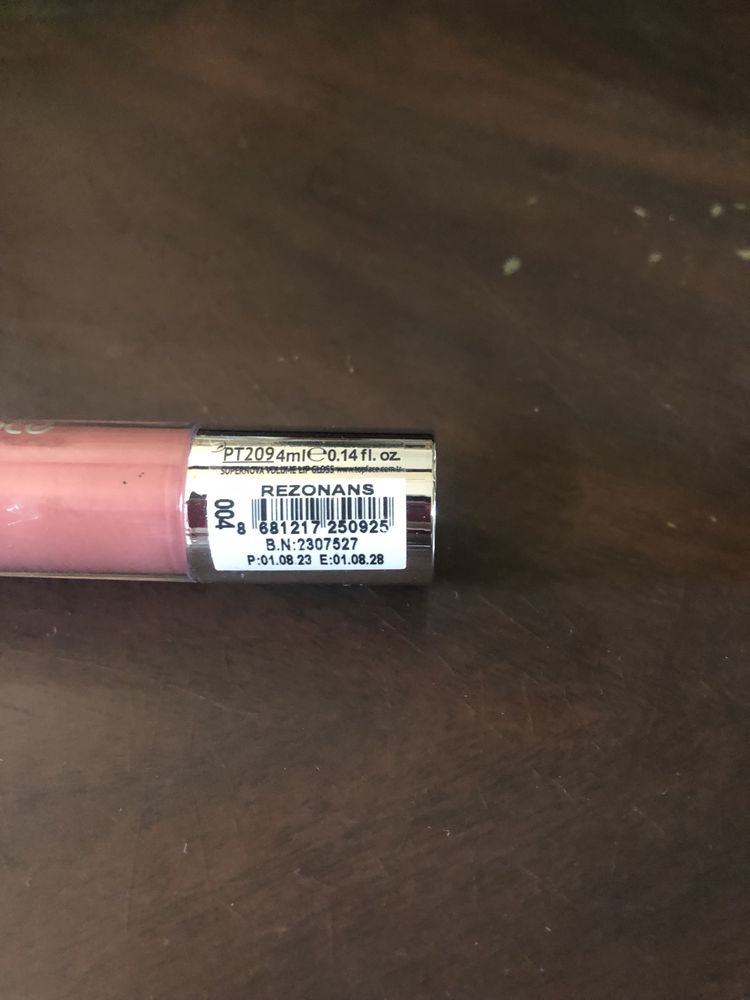 PT209 4ml ℮ 0.14 fl. oz.
SUPERNOVA VOLUME LIP GLOSS www.topface.com.tr
REZONANS
004
8 681217 250925
B.N:2307527
P:01.08.23 E:01.08.28